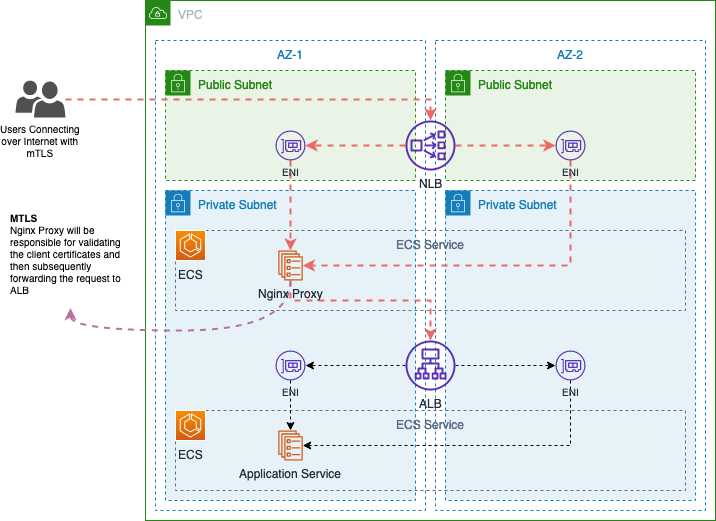 VPC
AZ-1
AZ-2
Public Subnet
Public Subnet
Users Connecting
over Internet with
mTLS
ENI
NLB
ENI
Private Subnet
Private Subnet
MTLS
Nginx Proxy will be
responsible for validating
the client certificates and
then subsequently
forwarding the request to
ALB
ECS Service
ECS
Nginx Proxy
ENI
ALB
ENI
ECS Service
ECS
Application Service